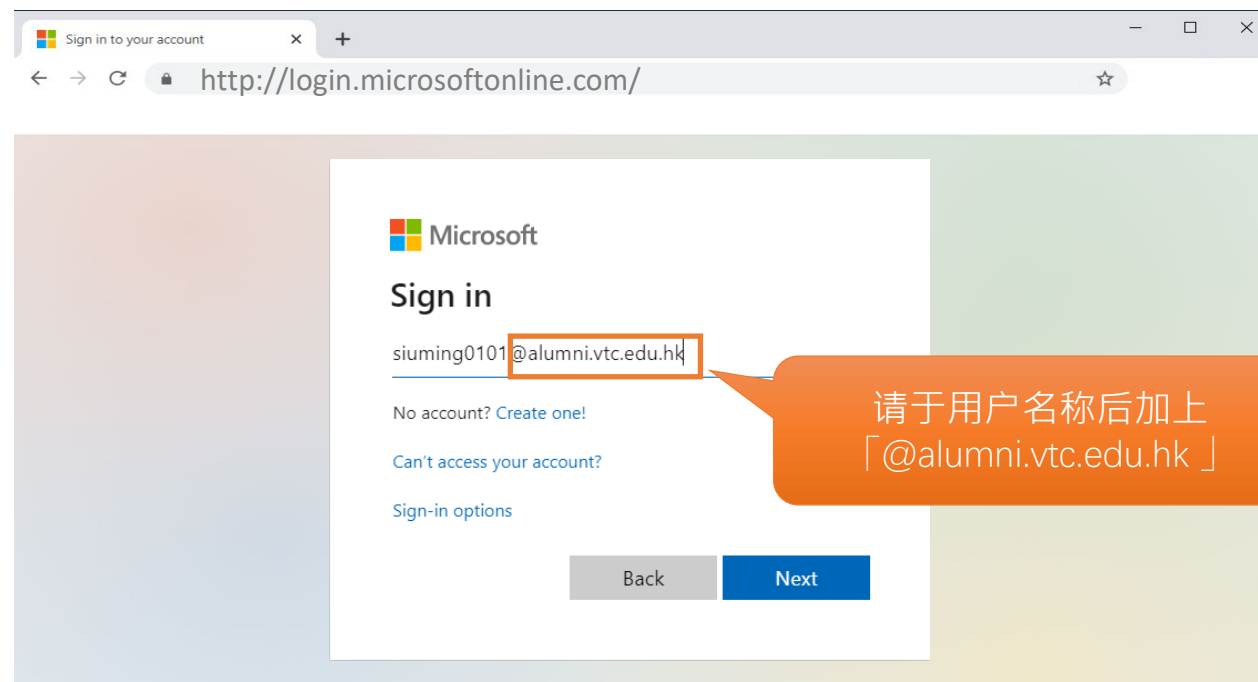 Sign in to your account
http://login.microsoftonline.com/
Microsoft
Sign in
siuming0101@alumni.vtc.edu.hk
No account? Create one!
Can't access your account?
Sign-in options
Back
Next
请于用户名称后加上
「@alumni.vtc.edu.hk 」